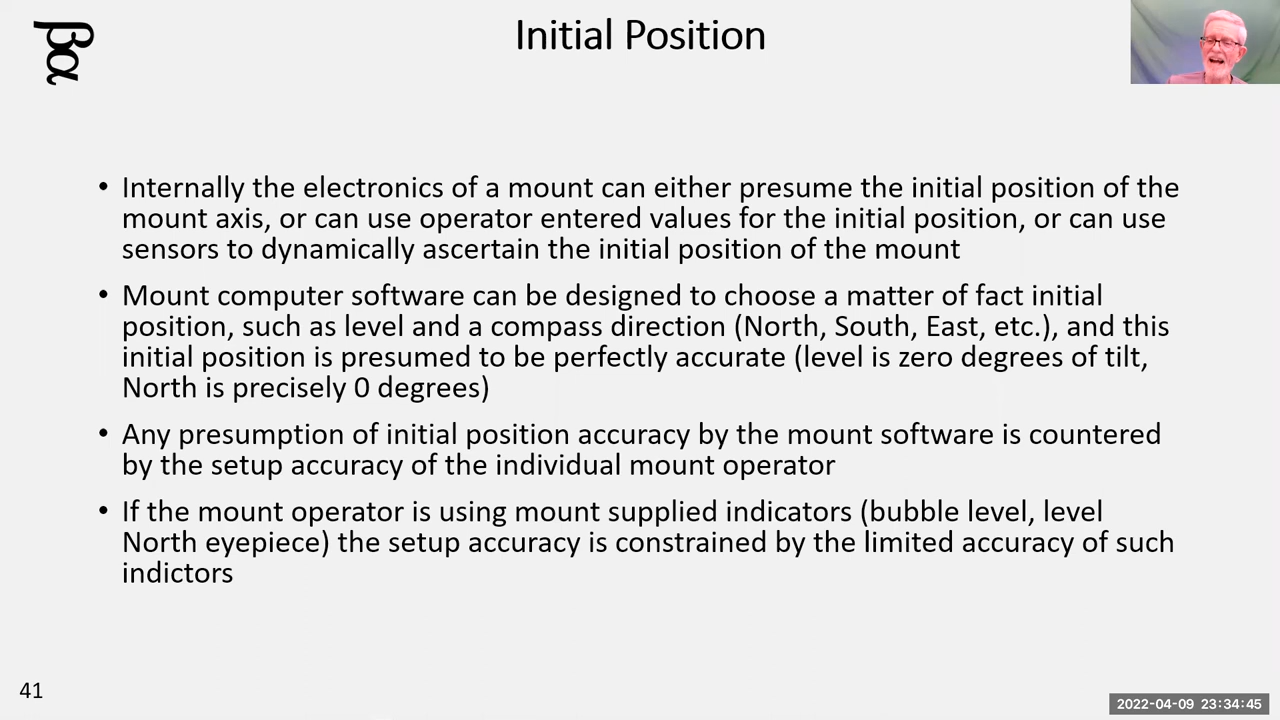 βα
Initial Position
• Internally the electronics of a mount can either presume the initial position of the
mount axis, or can use operator entered values for the initial position, or can use
sensors to dynamically ascertain the initial position of the mount
• Mount computer software can be designed to choose a matter of fact initial
position, such as level and a compass direction (North, South, East, etc.), and this
initial position is presumed to be perfectly accurate (level is zero degrees of tilt,
North is precisely 0 degrees)
• Any presumption of initial position accuracy by the mount software is countered
by the setup accuracy of the individual mount operator
• If the mount operator is using mount supplied indicators (bubble level, level
North eyepiece) the setup accuracy is constrained by the limited accuracy of such
indictors
41
2022-04-09 23:34:45